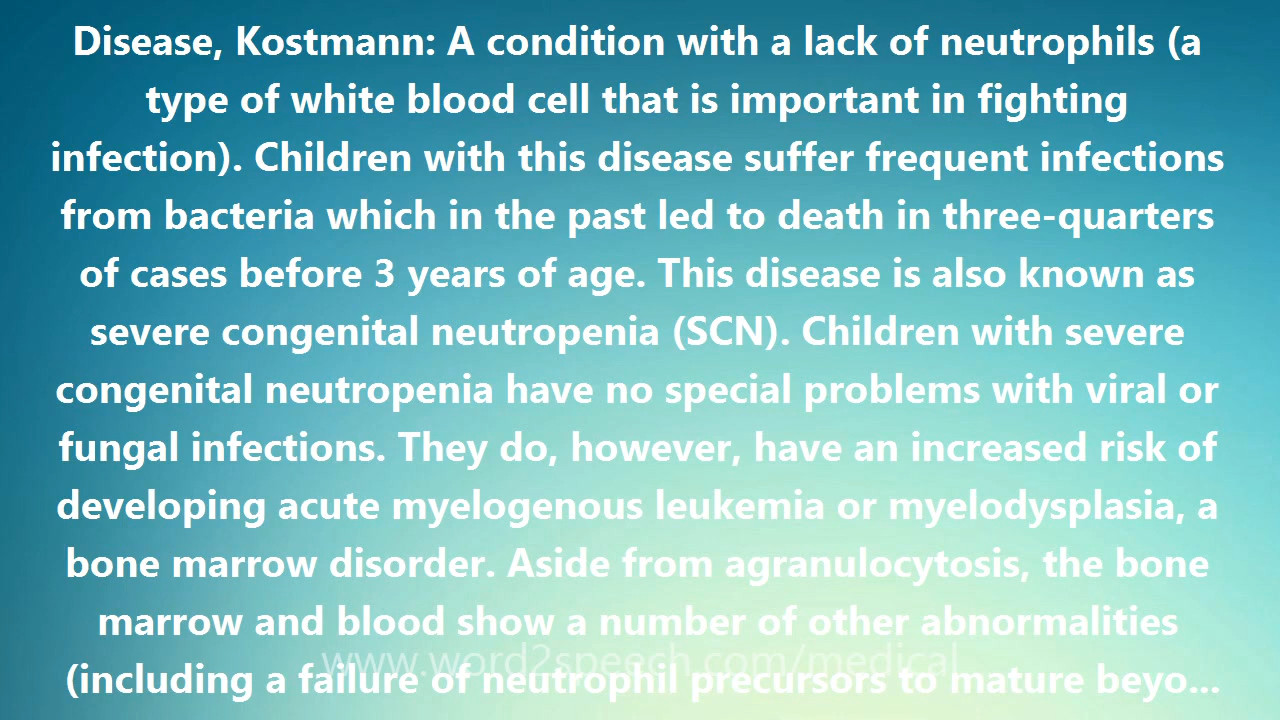 Disease, Kostmann: A condition with a lack of neutrophils (a
type of white blood cell that is important in fighting
infection). Children with this disease suffer frequent infections
from bacteria which in the past led to death in three-quarters
of cases before 3 years of age. This disease is also known as
severe congenital neutropenia (SCN). Children with severe
congenital neutropenia have no special problems with viral or
fungal infections. They do, however, have an increased risk of
developing acute myelogenous leukemia or myelodysplasia, a
bone marrow disorder. Aside from agranulocytosis, the bone
marrow and blood show a number of other abnormalities
www.word2speech.com/medical
(including a failure of neutrophil precursors to mature beyo...